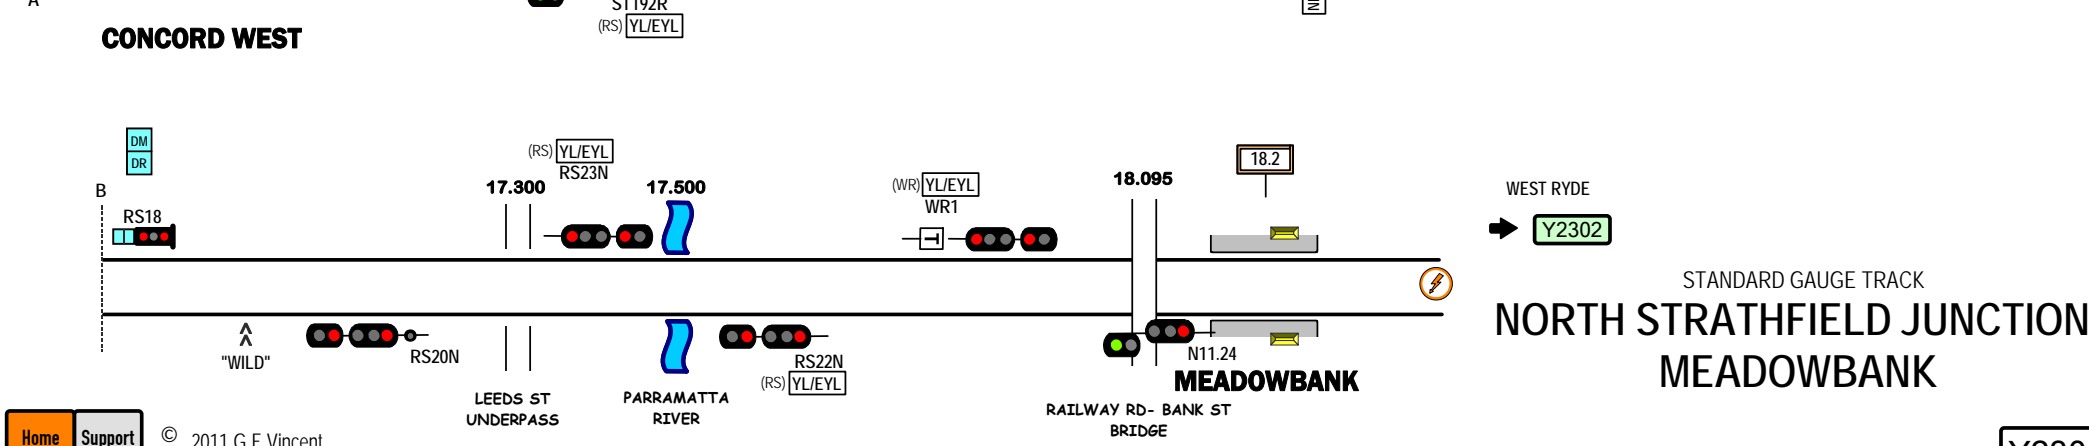 A
ST192R
(RS) YL/EYL
CONCORD WEST
DM
DR
B
RS18
(RS) YL/EYL
RS23N
17.300
17.500
(WR) YL/EYL
WR1
18.095
18.2
WEST RYDE
Y2302
STANDARD GAUGE TRACK
NORTH STRATHFIELD JUNCTION
MEADOWBANK
"WILD"
RS20N
RS22N
(RS) YL/EYL
N11.24
MEADOWBANK
LEEDS ST
UNDERPASS
PARRAMATTA
RIVER
RAILWAY RD- BANK ST
BRIDGE
Home
Support
© 2011 G F Vincent